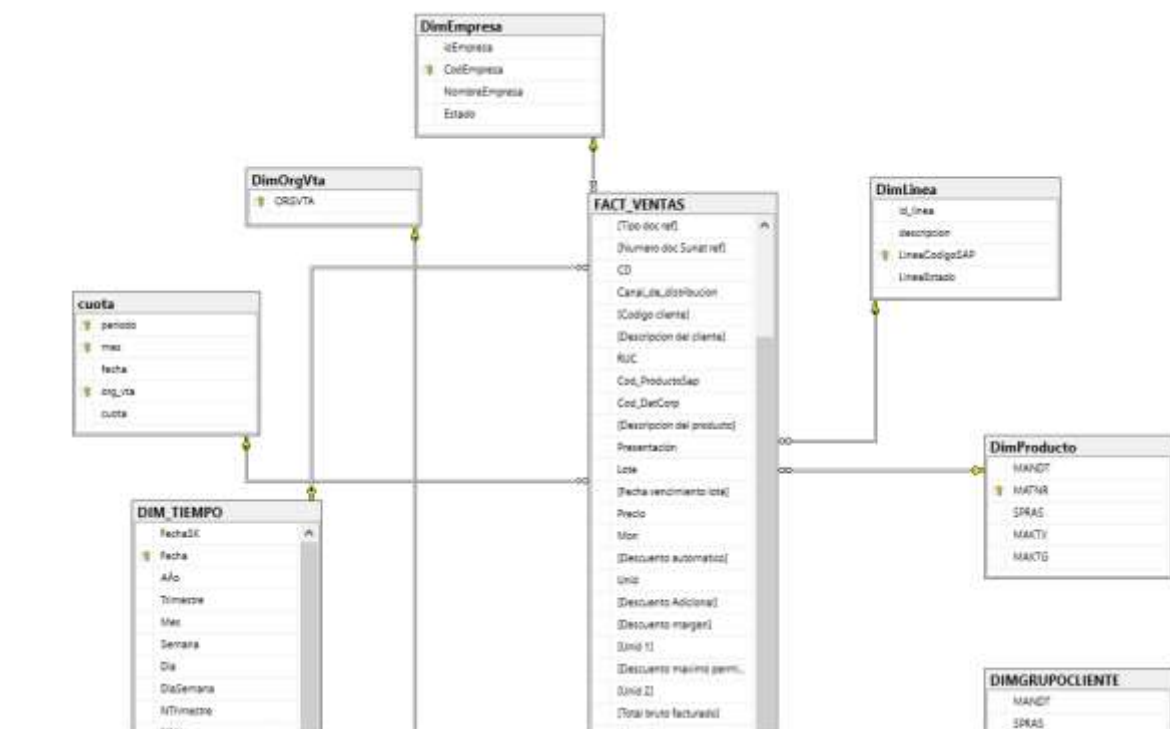 DimEmpresa
idEmpresa
CodEmpresa
NombreEmpresa
Estado
DimOrgVta
ORGVTA
cuota
periodo
mes
fecha
org_vta
cuota
DIM_TIEMPO
FechaSK
Fecha
Año
Trimestre
Mes
Semana
Dia
DiaSemana
NTrimestre
FACT_VENTAS
[Tipo doc ref]
[Numero doc Sunat ref]
CD
Canal_de_distribucion
[Codigo cliente]
[Descripcion del cliente]
RUC
Cod_ProductoSap
Cod_DetCorp
[Descripcion del producto]
Presentacion
Lote
[Fecha vencimiento lote]
Precio
Mon
[Descuento automatico]
Unid
[Descuento Adicional]
[Descuento margen]
[Unid 1]
[Descuento maximo permi...
[Unid 2]
[Total bruto facturado]
DimLinea
id_linea
descripcion
LineaCodigoSAP
LineaEstado
DimProducto
MANDT
MATNR
SPRAS
MAKTX
MAKTG
DIMGRUPOCLIENTE
MANDT
SPRAS